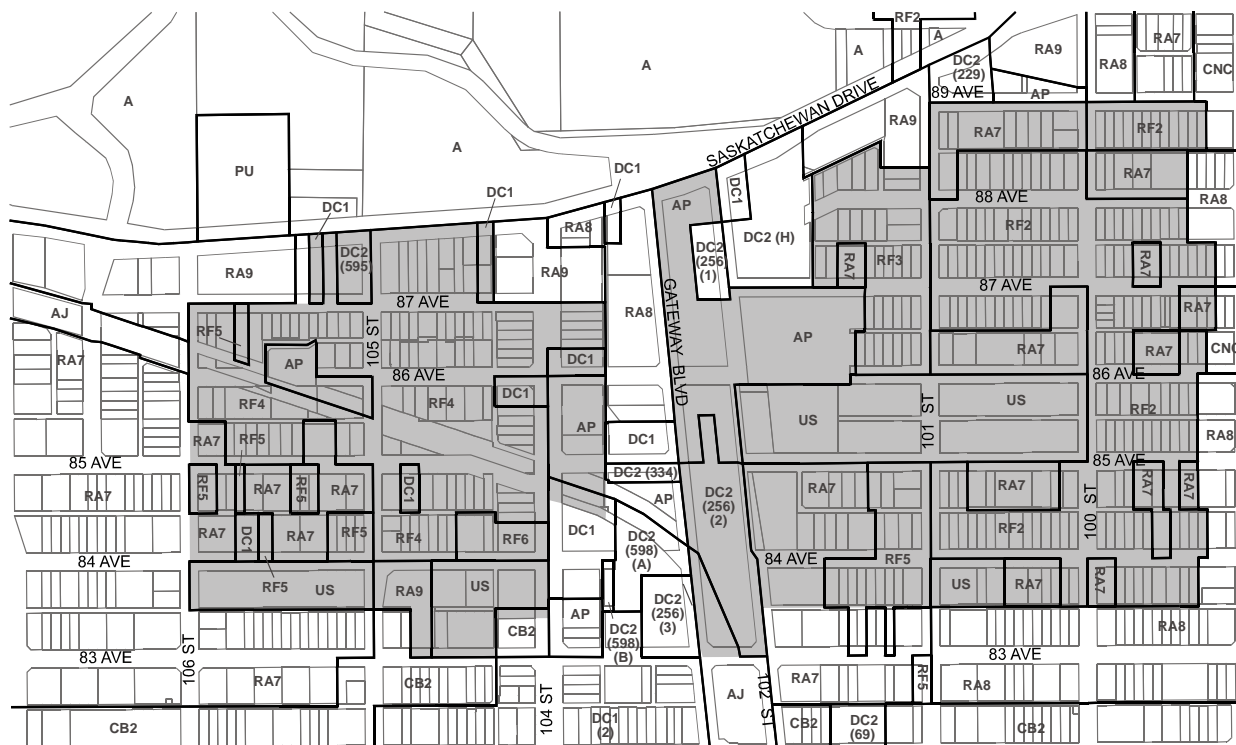 RF2
A
A
RA9
RA7
RA8
CNC
DC2
(229)
89 AVE
AP
A
A
A
SASKATCHEWAN DRIVE
RA9
RA7
RF2
PU
DC1
DC1
DC1
DC1
RA7
88 AVE
RA8
AP
RA8
DC2
(595)
RA9
RA9
DC2
(256)
(1)
DC2 (H)
RF2
RA7
RF3
RA7
87 AVE
87 AVE
AJ
RA8
GATEWAY BLVD
RA7
RF5
105 ST
AP
AP
RA7
RA7
CNC
RA7
DC1
86 AVE
86 AVE
RF4
RF4
DC1
AP
US
101 ST
US
RF2
RA7
RF5
DC1
RA8
85 AVE
85 AVE
DC2 (334)
RA7
RF5
RA7
RF5
RA7
DC1
AP
DC2
(256)
(2)
RA7
RA7
100 ST
RA7
RA7
RA7
DC1
RA7
RF5
RF4
RF6
DC1
DC2
(598)
(A)
RF2
84 AVE
84 AVE
RF5
RF5
US
RA9
US
US
RA7
RA7
AP
DC2
(256)
(3)
DC2
(598)
(B)
CB2
RA8
106 ST
83 AVE
83 AVE
RA7
CB2
104 ST
AJ
102 ST
RA7
RF5
RA8
CB2
DC1
(2)
CB2
DC2
(69)
CB2